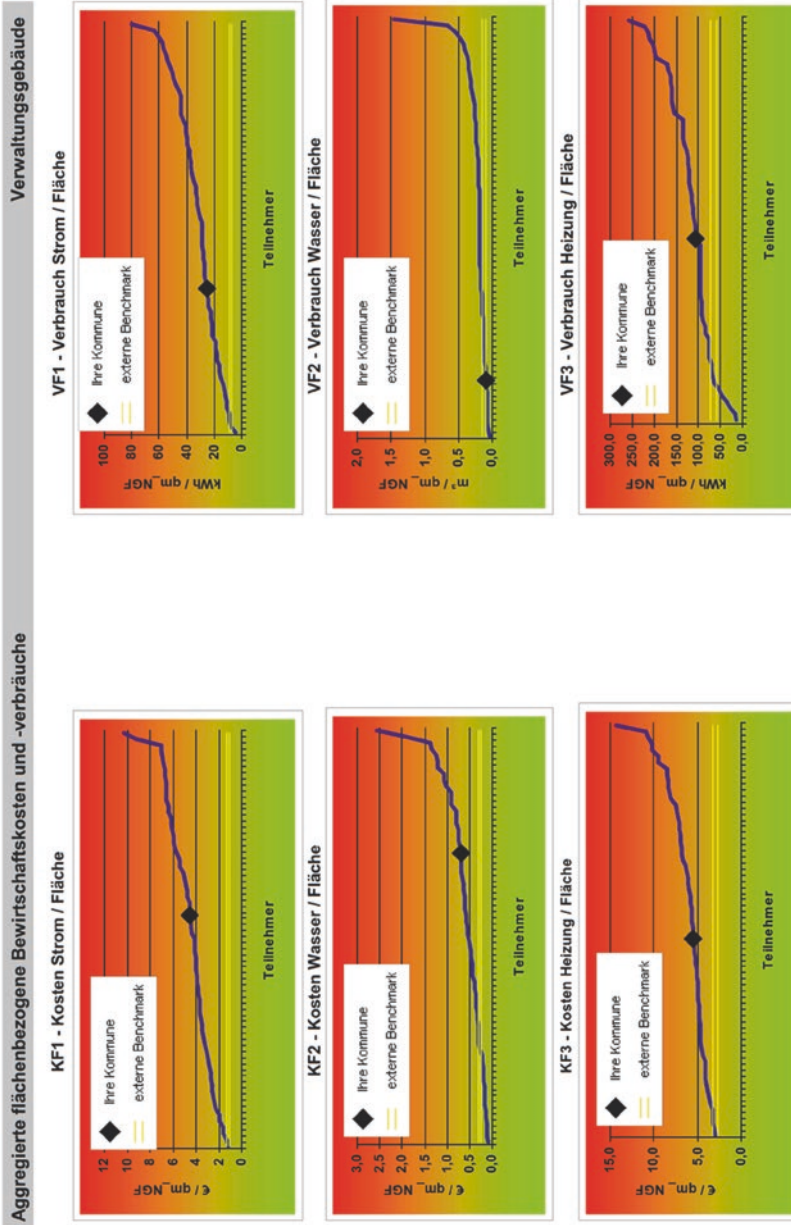 Aggregierte flächenbezogene Bewirtschaftskosten und -verbräuche Verwaltungsgebäude
KF1 - Kosten Strom / Fläche
€ / qm_NGF
12
10
8
6
4
2
0
Ihre Kommune
externe Benchmark
Teilnehmer
VF1 - Verbrauch Strom / Fläche
kWh / qm_NGF
100
80
60
40
20
0
Ihre Kommune
externe Benchmark
Teilnehmer
KF2 - Kosten Wasser / Fläche
€ / qm_NGF
3,0
2,5
2,0
1,5
1,0
0,5
0,0
Ihre Kommune
externe Benchmark
Teilnehmer
VF2 - Verbrauch Wasser / Fläche
m³ / qm_NGF
2,0
1,5
1,0
0,5
0,0
Ihre Kommune
externe Benchmark
Teilnehmer
KF3 - Kosten Heizung / Fläche
€ / qm_NGF
15,0
10,0
5,0
0,0
Ihre Kommune
externe Benchmark
Teilnehmer
VF3 - Verbrauch Heizung / Fläche
kWh / qm_NGF
300,0
250,0
200,0
150,0
100,0
50,0
0,0
Ihre Kommune
externe Benchmark
Teilnehmer